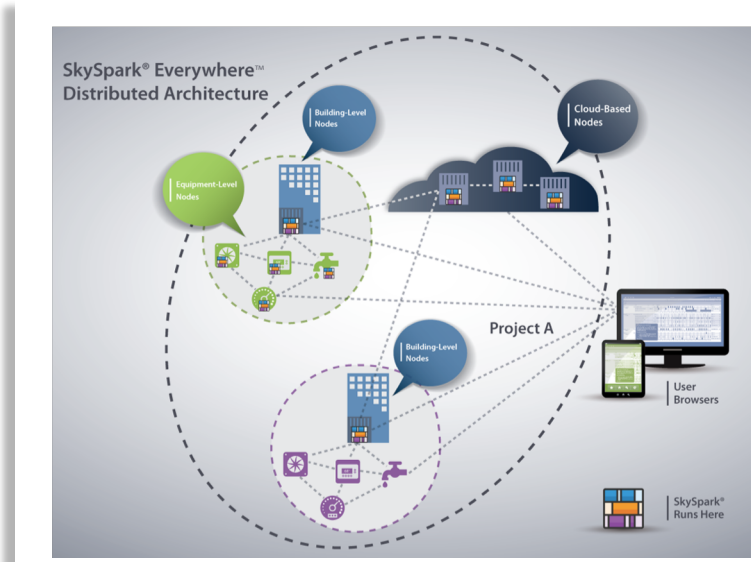 SkySpark® Everywhere™
Distributed Architecture
Building-Level
Nodes
Cloud-Based
Nodes
Equipment-Level
Nodes
Project A
Building-Level
Nodes
User
Browsers
SkySpark®
Runs Here